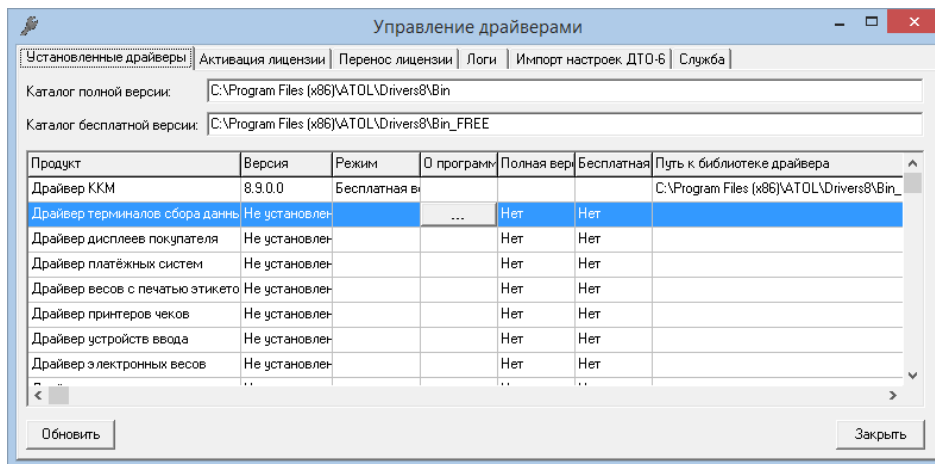 Управление драйверами
Установленные драйверы Активация лицензии Перенос лицензии Логи Импорт настроек ДТО-6 Служба
Каталог полной версии: C:\Program Files (x86)\ATOL\Drivers8\Bin
Каталог бесплатной версии: C:\Program Files (x86)\ATOL\Drivers8\Bin_FREE
Продукт Версия Режим О программ Полная вер Бесплатная Путь к библиотеке драйвера
Драйвер ККМ 8.9.0.0 Бесплатная в C:\Program Files (x86)\ATOL\Drivers8\Bin_
Драйвер терминалов сбора данны Не установлен ... Нет Нет
Драйвер дисплеев покупателя Не установлен Нет Нет
Драйвер платёжных систем Не установлен Нет Нет
Драйвер весов с печатью этикето Не установлен Нет Нет
Драйвер принтеров чеков Не установлен Нет Нет
Драйвер устройств ввода Не установлен Нет Нет
Драйвер электронных весов Не установлен Нет Нет
Обновить Закрыть